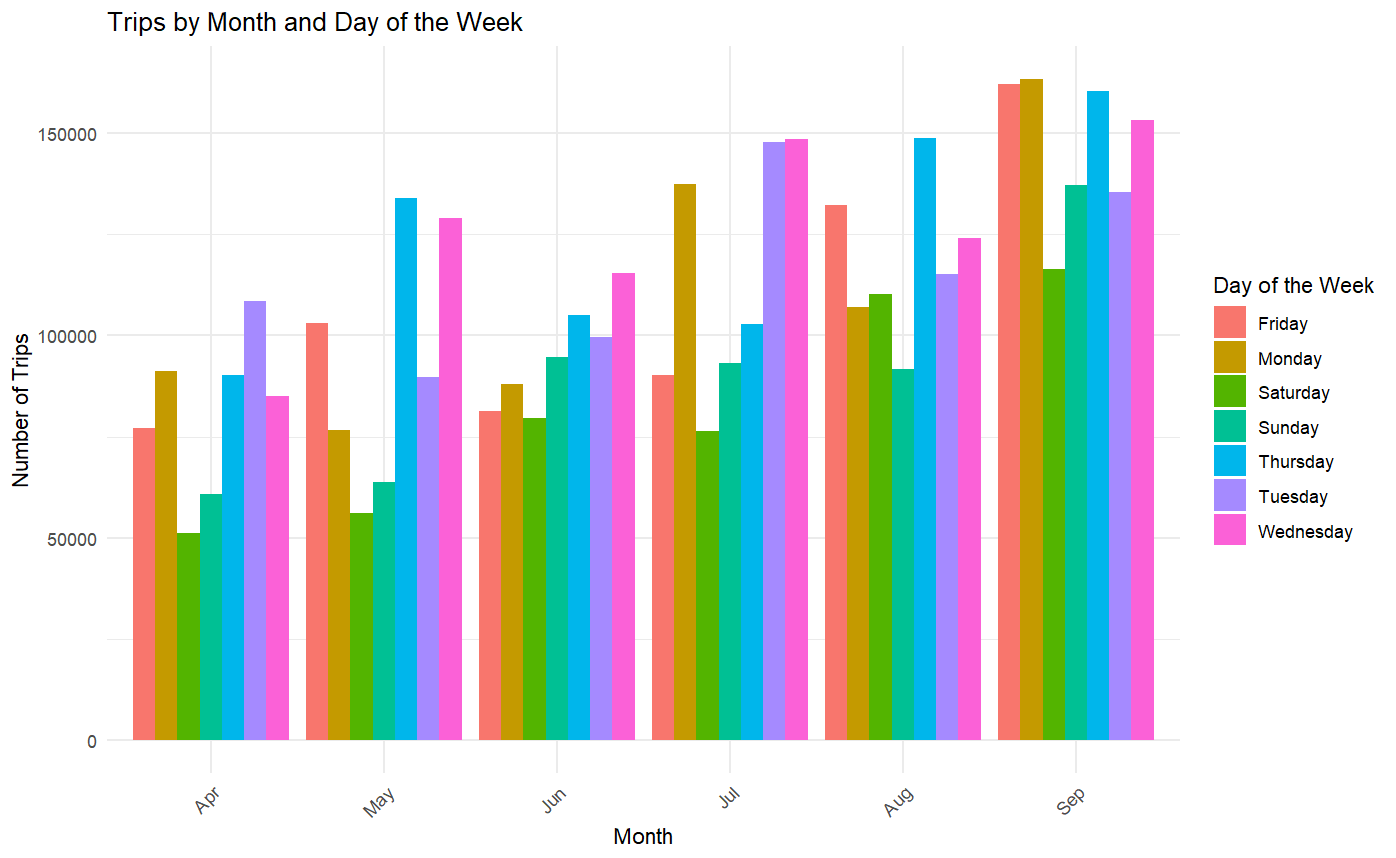 Trips by Month and Day of the Week
Number of Trips
150000
100000
50000
0
Apr
May
Jun
Jul
Aug
Sep
Month
Day of the Week
Friday
Monday
Saturday
Sunday
Thursday
Tuesday
Wednesday